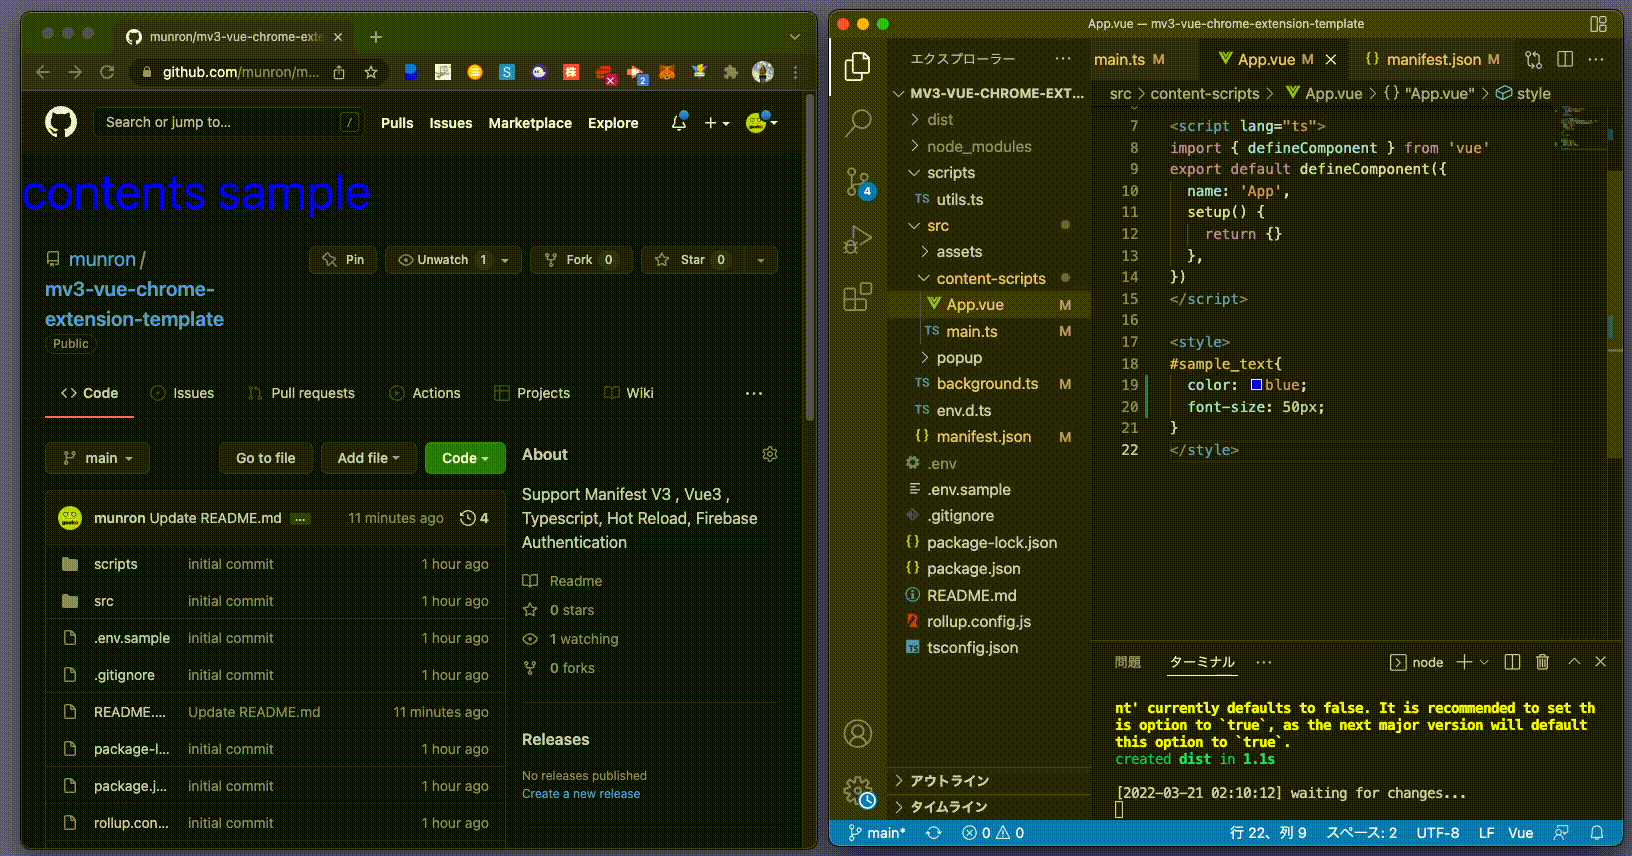 munron/mv3-vue-chrome-exte
github.com/munron/m...
Search or jump to...
/
Pulls
Issues
Marketplace
Explore
contents sample
munron /
mv3-vue-chrome-
extension-template
Public
Pin
Unwatch 1
Fork 0
Star 0
Code
Issues
Pull requests
Actions
Projects
Wiki
main
Go to file
Add file
Code
munron Update README.md ...
11 minutes ago
4
scripts initial commit 1 hour ago
src initial commit 1 hour ago
.env.sample initial commit 1 hour ago
.gitignore initial commit 1 hour ago
README.... Update README.md 11 minutes ago
package-l... initial commit 1 hour ago
package.j... initial commit 1 hour ago
rollup.con... initial commit 1 hour ago
About
Support Manifest V3 , Vue3 ,
Typescript, Hot Reload, Firebase
Authentication
Readme
0 stars
1 watching
0 forks
Releases
No releases published
Create a new release
App.vue — mv3-vue-chrome-extension-template
エクスプローラー
4
MV3-VUE-CHROME-EXT...
dist
node_modules
scripts
TS utils.ts
src
assets
content-scripts
App.vue M
TS main.ts M
popup
TS background.ts M
TS env.d.ts
{} manifest.json M
.env
.env.sample
.gitignore
{} package-lock.json
{} package.json
README.md
rollup.config.js
tsconfig.json
アウトライン
タイムライン
main.ts M
App.vue M
{} manifest.json M
src > content-scripts > App.vue > {} "App.vue" > style
7 <script lang="ts">
8 import { defineComponent } from 'vue'
9 export default defineComponent({
10 name: 'App',
11 setup() {
12 return {}
13 },
14 })
15 </script>
16
17 <style>
18 #sample_text{
19 color: blue;
20 font-size: 50px;
21 }
22 </style>
問題
ターミナル
node
nt' currently defaults to false. It is recommended to set th
is option to `true`, as the next major version will default
this option to `true`.
created dist in 1.1s
[2022-03-21 02:10:12] waiting for changes...
main*
0
0
行 22、列 9
スペース: 2
UTF-8
LF
Vue